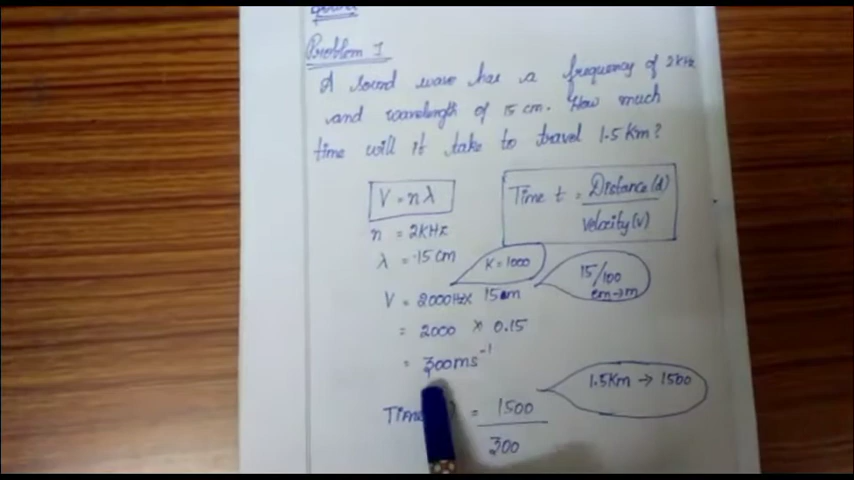 Problem 1
A sound wave has a frequency of 2KHz
and wavelength of 15 cm. How much
time will it take to travel 1.5 Km?
V = nλ
Time t = Distance(d) / Velocity(v)
n = 2KHz
λ = 15 cm
K = 1000
15/100
cm→m
V = 2000Hz x 15 cm
= 2000 x 0.15
= 300ms⁻¹
1.5Km → 1500
= 1500 / 300